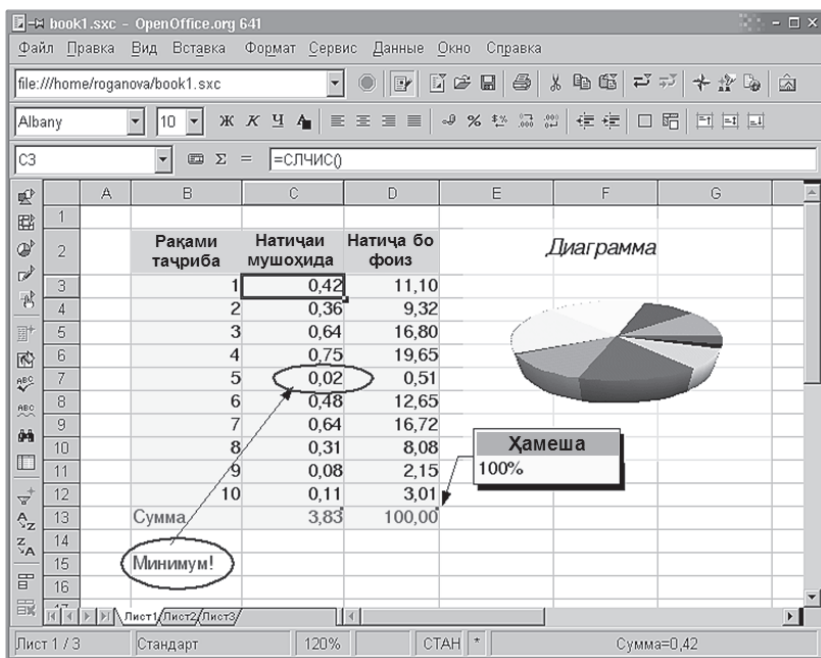 book1.sxc - OpenOffice.org 641
Файл Правка Вид Вставка Формат Сервис Данные Окно Справка
file:///home/roganova/book1.sxc
Albany 10 Ж К Ч А %
C3 Σ = =СЛЧИС()
A B C D E F G
1
2 Рақами таҷриба Натиҷаи мушоҳида Натиҷа бо фоиз Диаграмма
3 1 0,42 11,10
4 2 0,36 9,32
5 3 0,64 16,80
6 4 0,75 19,65
7 5 0,02 0,51
8 6 0,48 12,65
9 7 0,64 16,72
10 8 0,31 8,08 Ҳамеша
11 9 0,08 2,15 100%
12 10 0,11 3,01
13 Сумма 3,83 100,00
14
15 Минимум!
16
Лист1 Лист2 Лист3
Лист 1 / 3 Стандарт 120% СТАН * Сумма=0,42